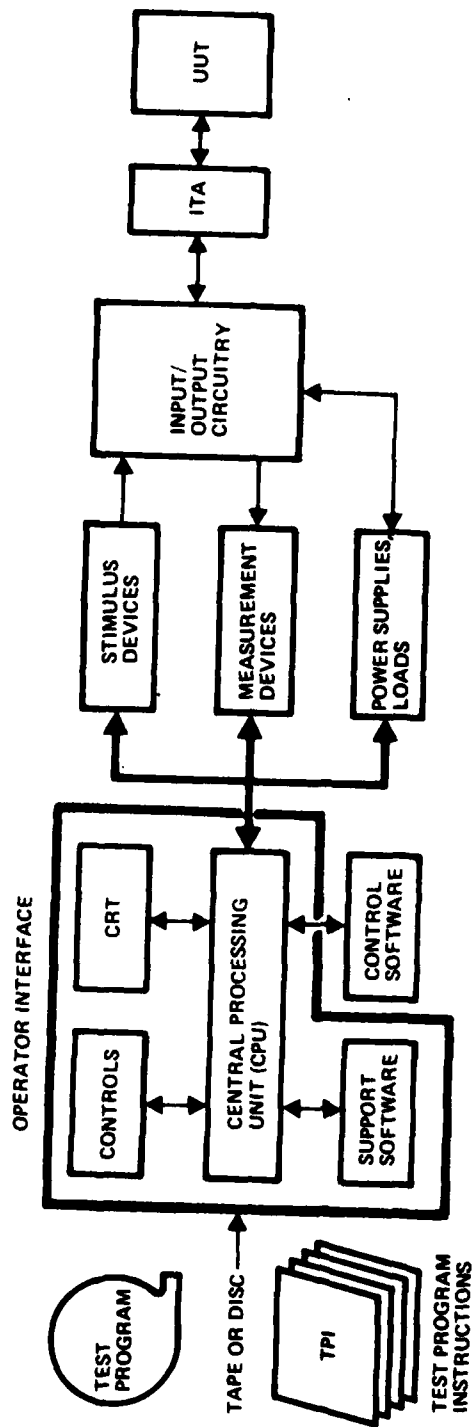 OPERATOR INTERFACE
TEST
PROGRAM
TAPE OR DISC
TPI
TEST PROGRAM
INSTRUCTIONS
CONTROLS
CRT
CENTRAL PROCESSING
UNIT (CPU)
SUPPORT
SOFTWARE
CONTROL
SOFTWARE
STIMULUS
DEVICES
MEASUREMENT
DEVICES
POWER SUPPLIES,
LOADS
INPUT/
OUTPUT
CIRCUITRY
ITA
UUT